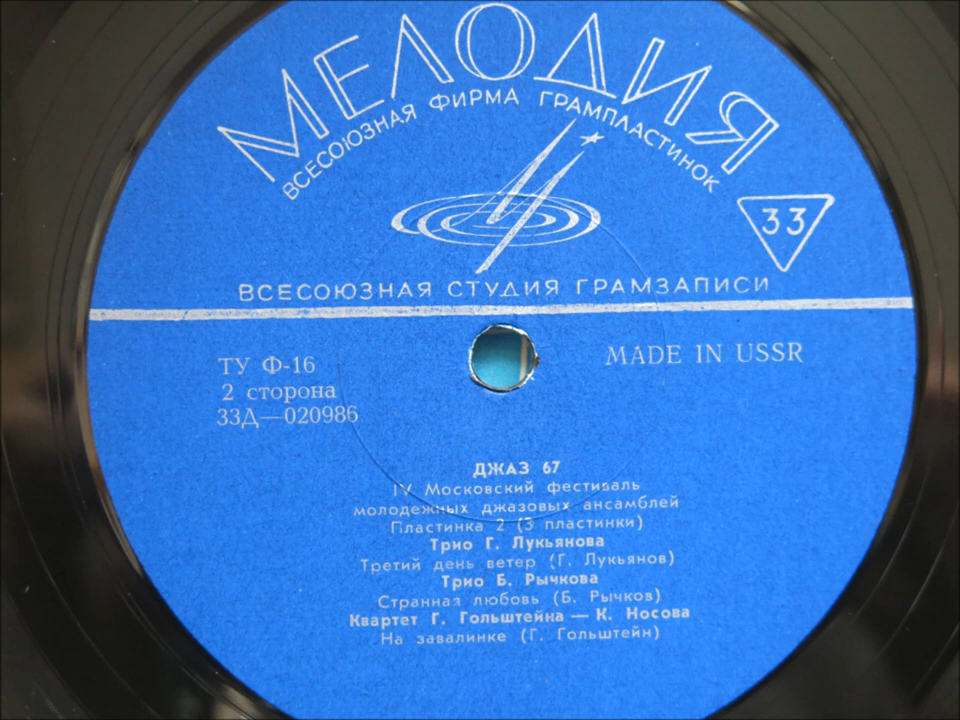 МЕЛОДИЯ
ВСЕСОЮЗНАЯ ФИРМА ГРАМПЛАСТИНОК
33
ВСЕСОЮЗНАЯ СТУДИЯ ГРАМЗАПИСИ
ТУ Ф-16
MADE IN USSR
2 сторона
33Д—020986
ДЖАЗ 67
IV Московский фестиваль
молодежных джазовых ансамблей
Пластинка 2 (3 пластинки)
Трио Г. Лукьянова
Третий день ветер (Г. Лукьянов)
Трио Б. Рычкова
Странная любовь (Б. Рычков)
Квартет Г. Гольштейна — К. Носова
На завалинке (Г. Гольштейн)